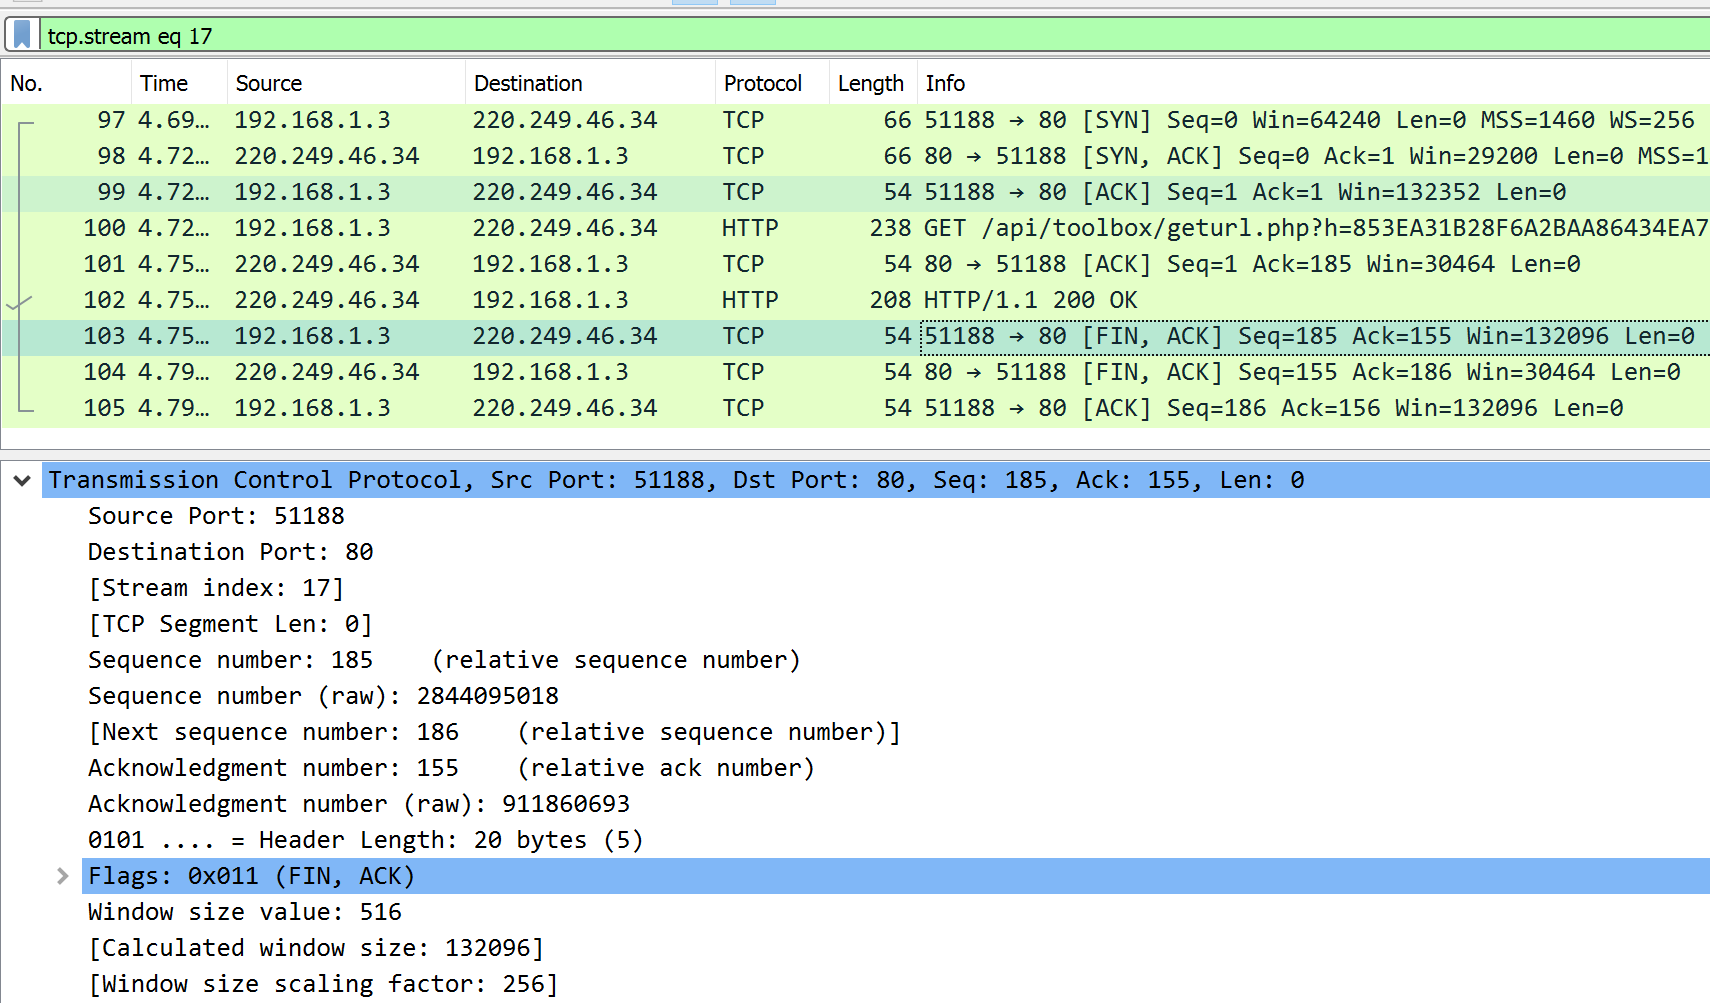 tcp.stream eq 17
No. Time Source Destination Protocol Length Info
97 4.69… 192.168.1.3 220.249.46.34 TCP 66 51188 → 80 [SYN] Seq=0 Win=64240 Len=0 MSS=1460 WS=256
98 4.72… 220.249.46.34 192.168.1.3 TCP 66 80 → 51188 [SYN, ACK] Seq=0 Ack=1 Win=29200 Len=0 MSS=1
99 4.72… 192.168.1.3 220.249.46.34 TCP 54 51188 → 80 [ACK] Seq=1 Ack=1 Win=132352 Len=0
100 4.72… 192.168.1.3 220.249.46.34 HTTP 238 GET /api/toolbox/geturl.php?h=853EA31B28F6A2BAA86434EA7
101 4.75… 220.249.46.34 192.168.1.3 TCP 54 80 → 51188 [ACK] Seq=1 Ack=185 Win=30464 Len=0
102 4.75… 220.249.46.34 192.168.1.3 HTTP 208 HTTP/1.1 200 OK
103 4.75… 192.168.1.3 220.249.46.34 TCP 54 51188 → 80 [FIN, ACK] Seq=185 Ack=155 Win=132096 Len=0
104 4.79… 220.249.46.34 192.168.1.3 TCP 54 80 → 51188 [FIN, ACK] Seq=155 Ack=186 Win=30464 Len=0
105 4.79… 192.168.1.3 220.249.46.34 TCP 54 51188 → 80 [ACK] Seq=186 Ack=156 Win=132096 Len=0
Transmission Control Protocol, Src Port: 51188, Dst Port: 80, Seq: 185, Ack: 155, Len: 0
Source Port: 51188
Destination Port: 80
[Stream index: 17]
[TCP Segment Len: 0]
Sequence number: 185    (relative sequence number)
Sequence number (raw): 2844095018
[Next sequence number: 186    (relative sequence number)]
Acknowledgment number: 155    (relative ack number)
Acknowledgment number (raw): 911860693
0101 .... = Header Length: 20 bytes (5)
Flags: 0x011 (FIN, ACK)
Window size value: 516
[Calculated window size: 132096]
[Window size scaling factor: 256]